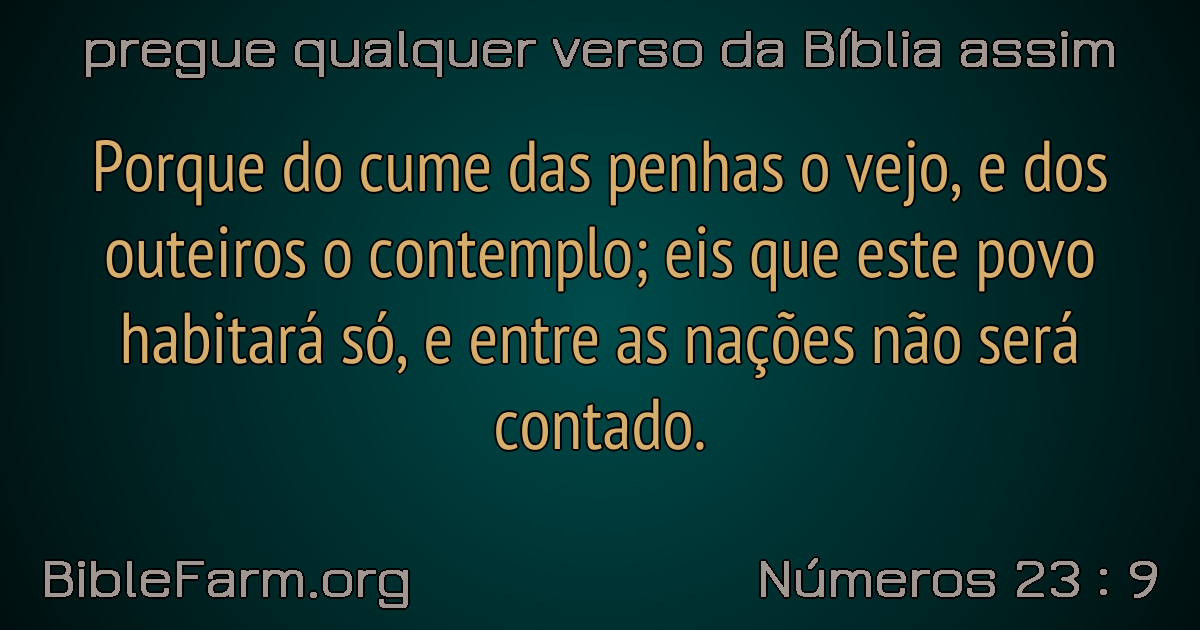 pregue qualquer verso da Bíblia assim
Porque do cume das penhas o vejo, e dos
outeiros o contemplo; eis que este povo
habitará só, e entre as nações não será
contado.
BibleFarm.org
Números 23 : 9